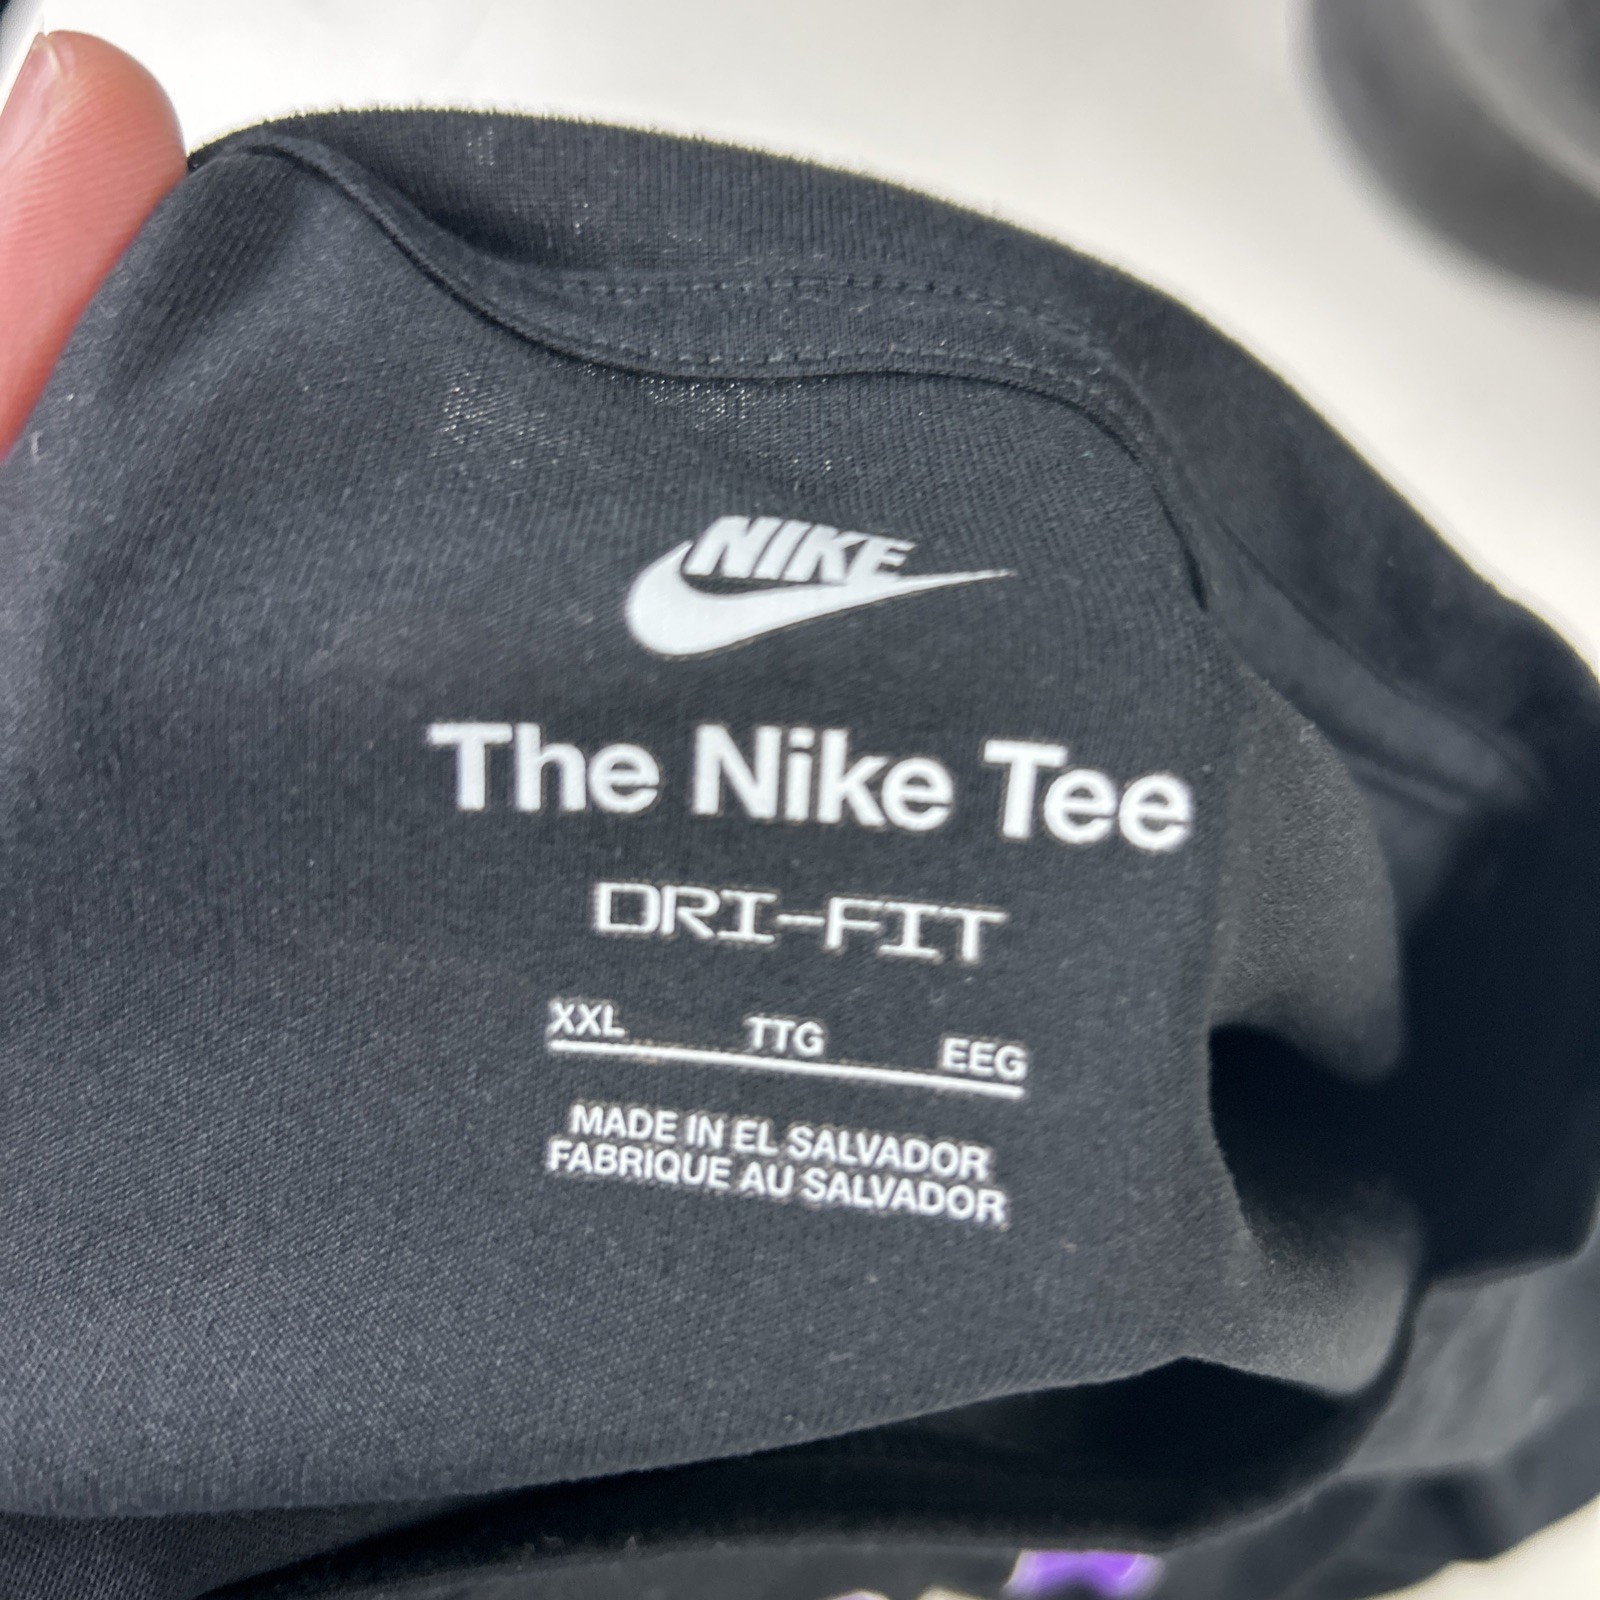 NIKE
The Nike Tee
DRI-FIT
XXL TTG EEG
MADE IN EL SALVADOR
FABRIQUE AU SALVADOR